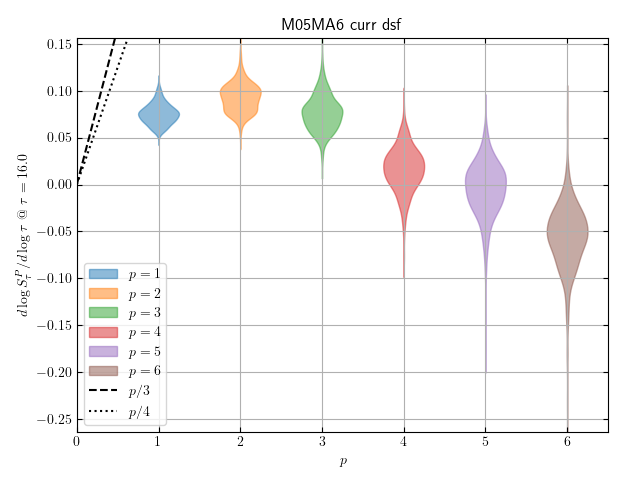 M05MA6 curr dsf
d log S_τ^P / d log τ @ τ = 16.0
0.15
0.10
0.05
0.00
−0.05
−0.10
−0.15
−0.20
−0.25
p = 1
p = 2
p = 3
p = 4
p = 5
p = 6
p/3
p/4
0 1 2 3 4 5 6
p